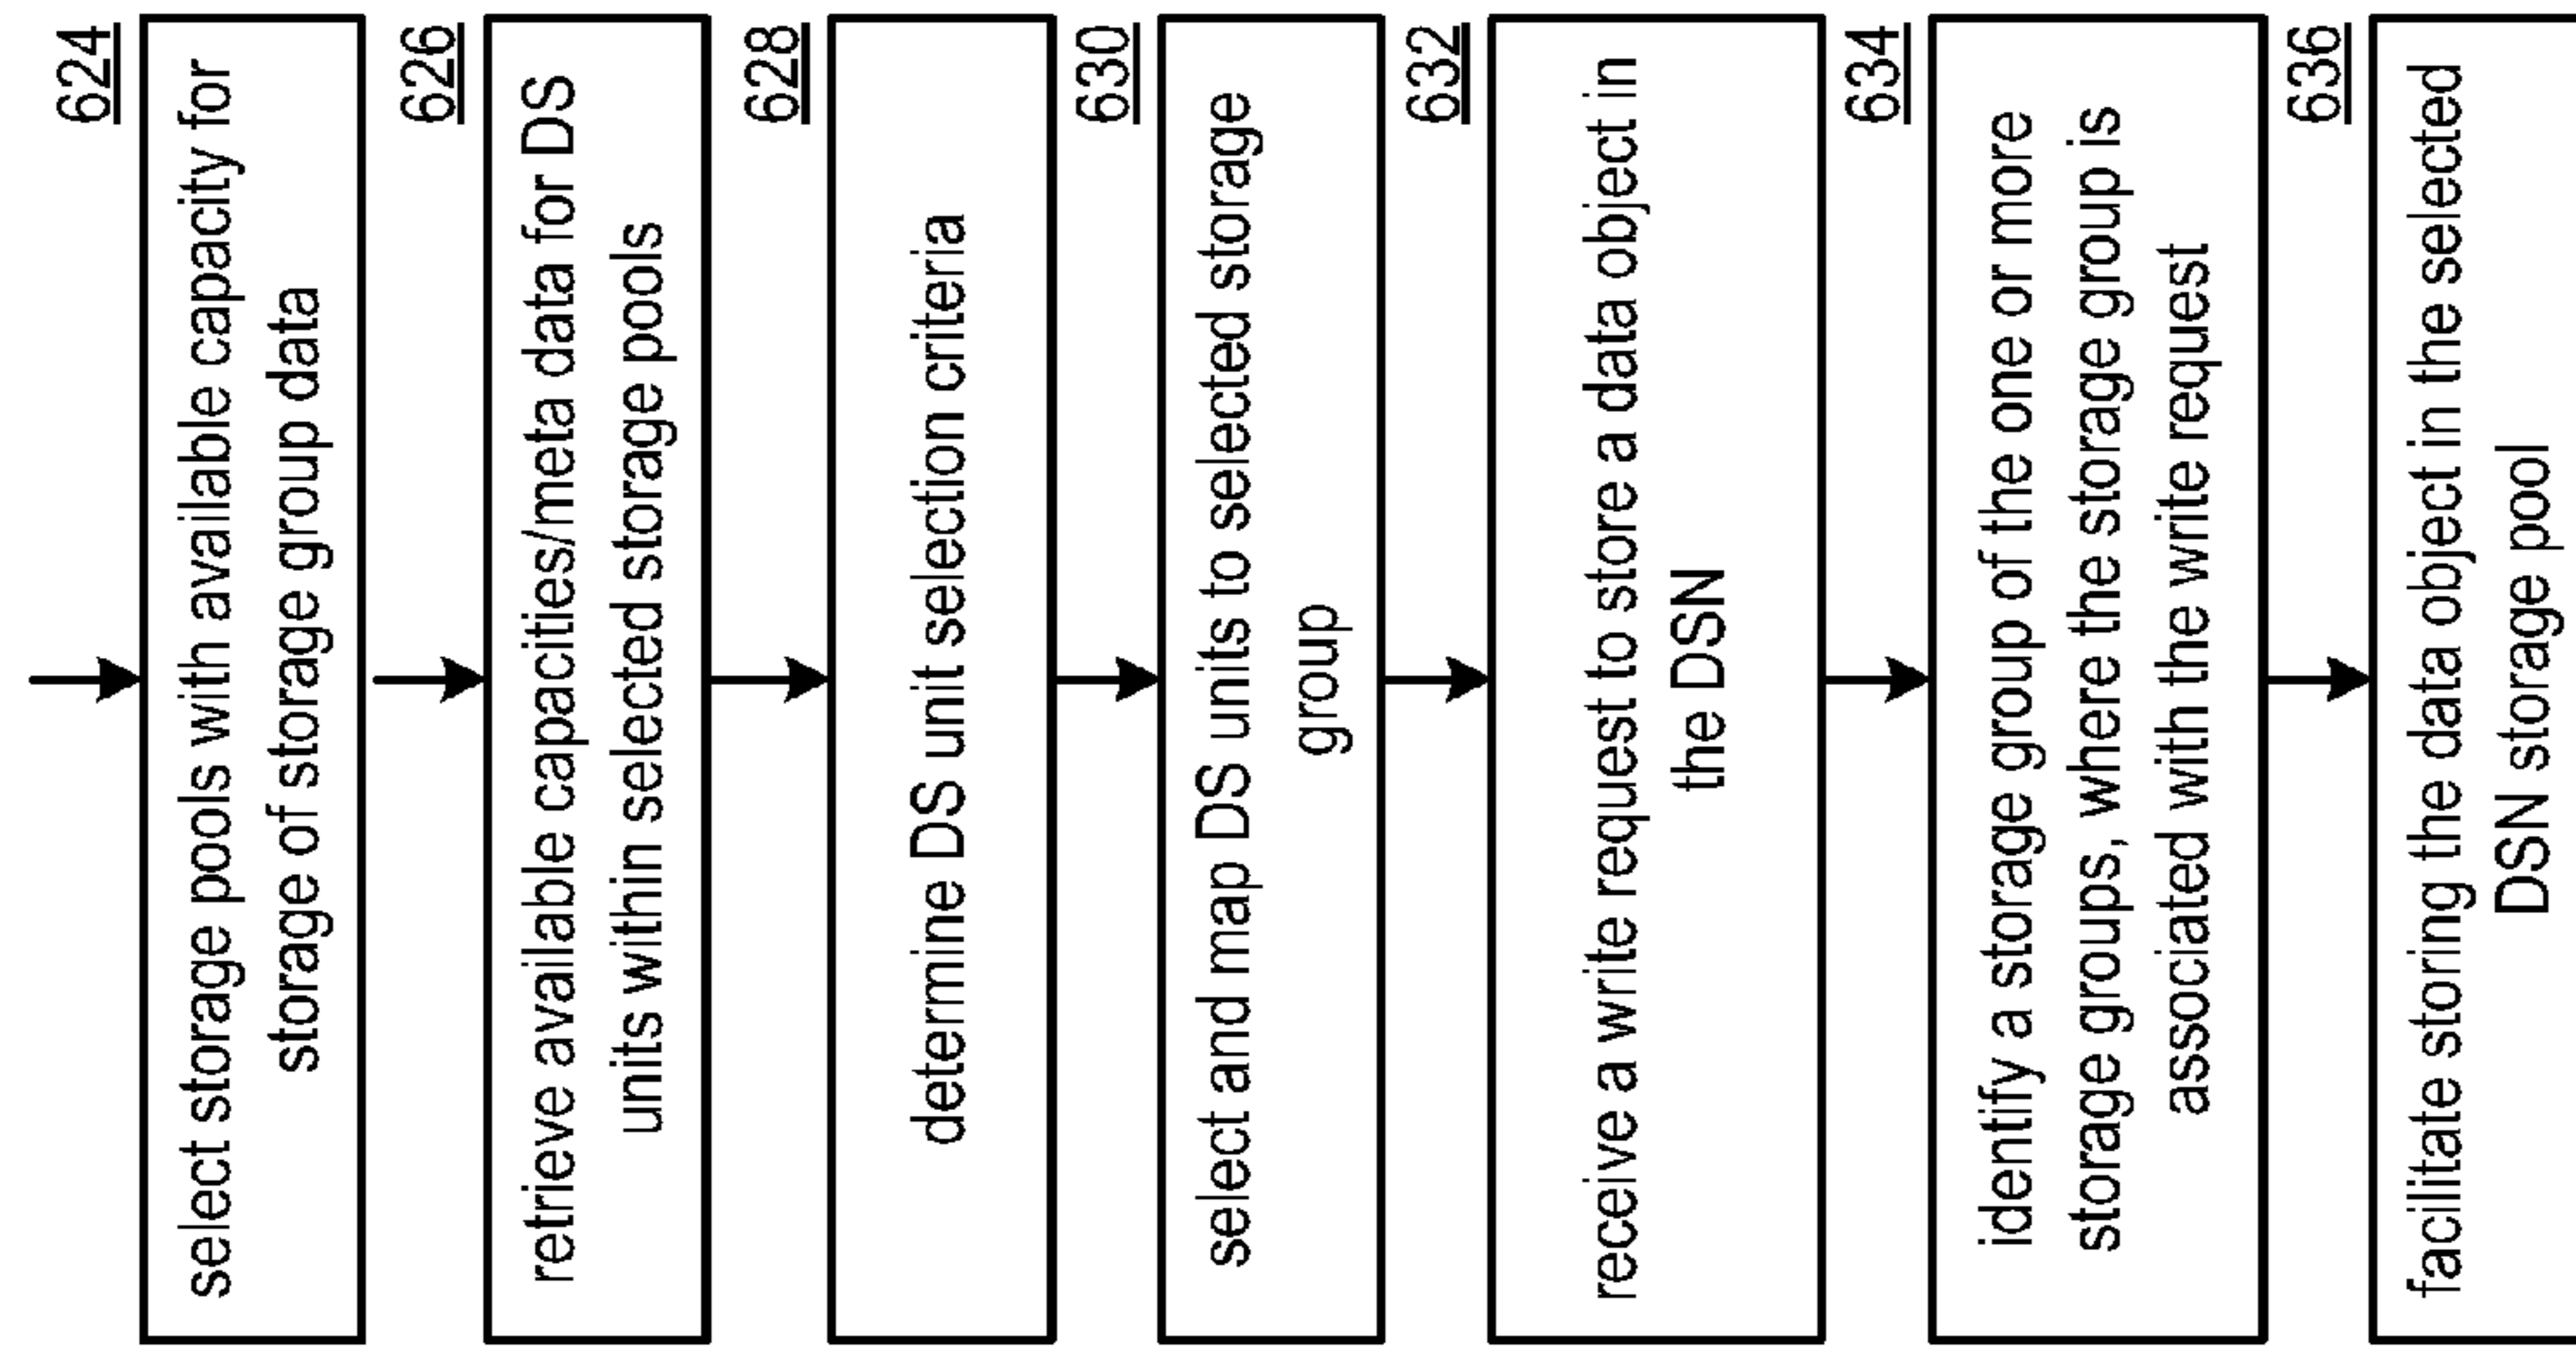 624
select storage pools with available capacity for
storage of storage group data
626
retrieve available capacities/meta data for DS
units within selected storage pools
628
determine DS unit selection criteria
630
select and map DS units to selected storage
group
632
receive a write request to store a data object in
the DSN
634
identify a storage group of the one or more
storage groups, where the storage group is
associated with the write request
636
facilitate storing the data object in the selected
DSN storage pool